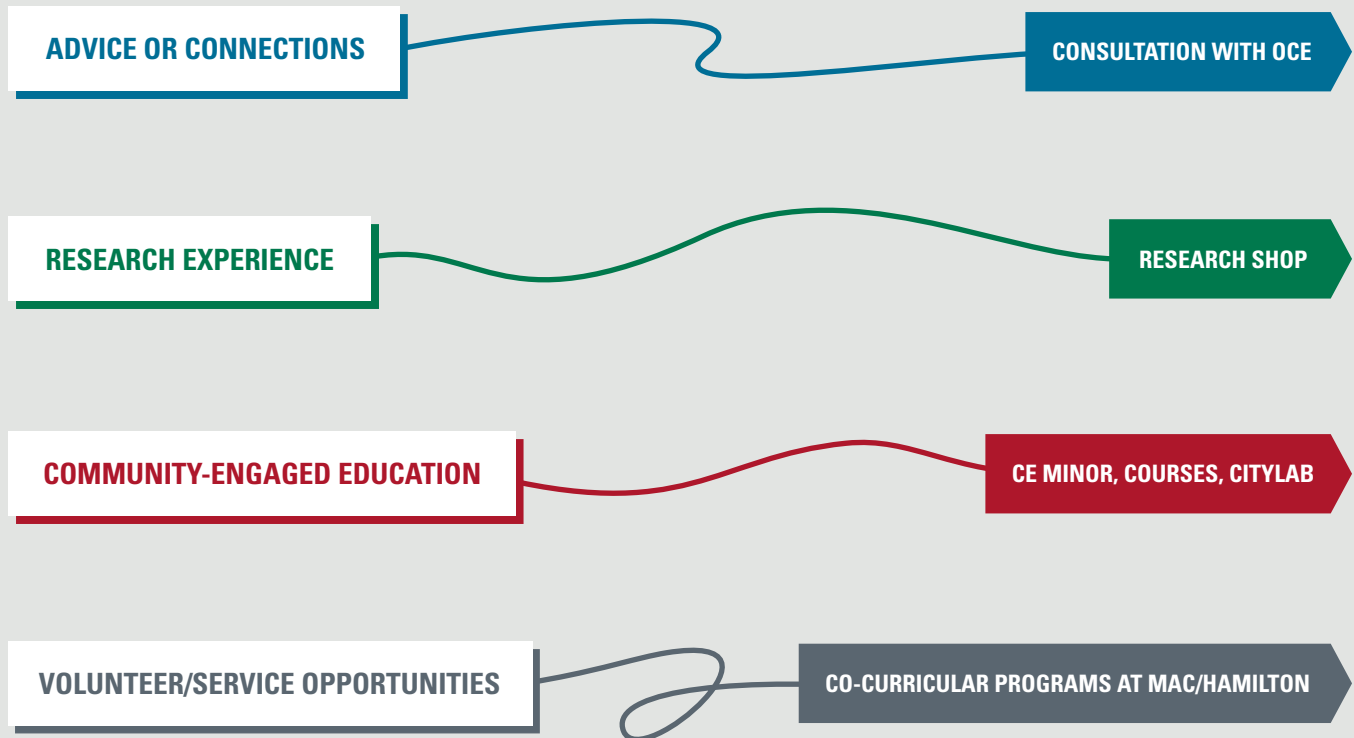 ADVICE OR CONNECTIONS
CONSULTATION WITH OCE
RESEARCH EXPERIENCE
RESEARCH SHOP
COMMUNITY-ENGAGED EDUCATION
CE MINOR, COURSES, CITYLAB
VOLUNTEER/SERVICE OPPORTUNITIES
CO-CURRICULAR PROGRAMS AT MAC/HAMILTON